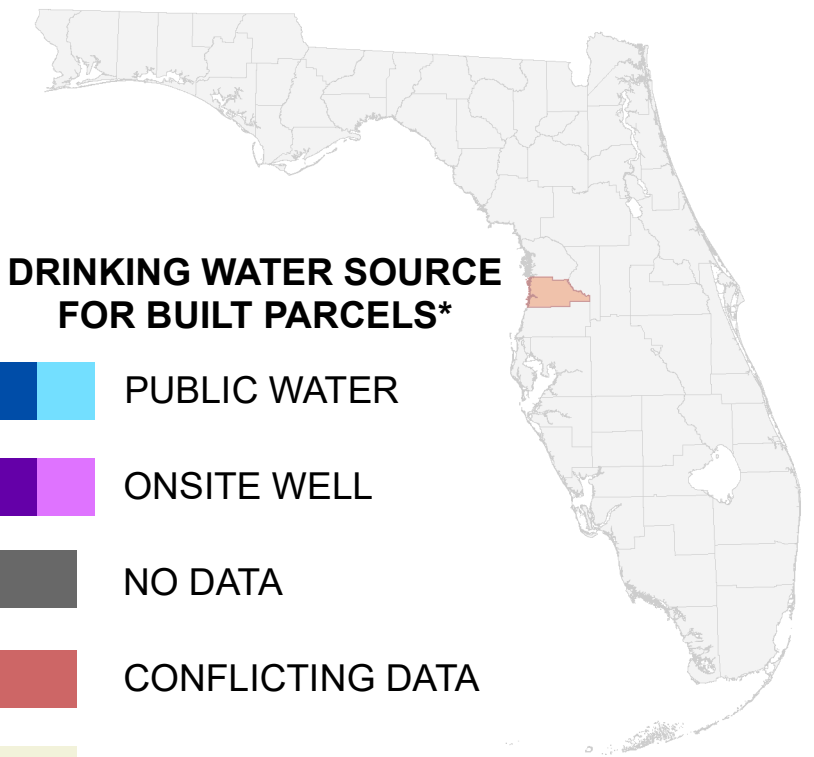 DRINKING WATER SOURCE
FOR BUILT PARCELS*
PUBLIC WATER
ONSITE WELL
NO DATA
CONFLICTING DATA